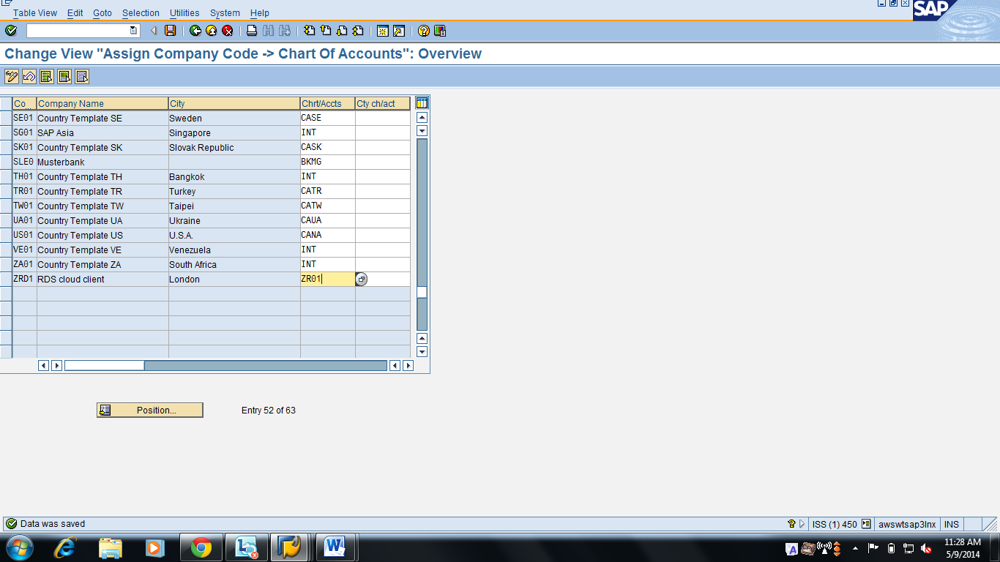 Table View Edit Goto Selection Utilities System Help
SAP
Change View "Assign Company Code -> Chart Of Accounts": Overview
Co... Company Name City Chrt/Accts Cty ch/act
SE01 Country Template SE Sweden CASE
SG01 SAP Asia Singapore INT
SK01 Country Template SK Slovak Republic CASK
SLE0 Musterbank BKMG
TH01 Country Template TH Bangkok INT
TR01 Country Template TR Turkey CATR
TW01 Country Template TW Taipei CATW
UA01 Country Template UA Ukraine CAUA
US01 Country Template US U.S.A. CANA
VE01 Country Template VE Venezuela INT
ZA01 Country Template ZA South Africa INT
ZRD1 RDS cloud client London ZR01
Position... Entry 52 of 63
Data was saved ISS (1) 450 awswtsap3lnx INS
11:28 AM
5/9/2014